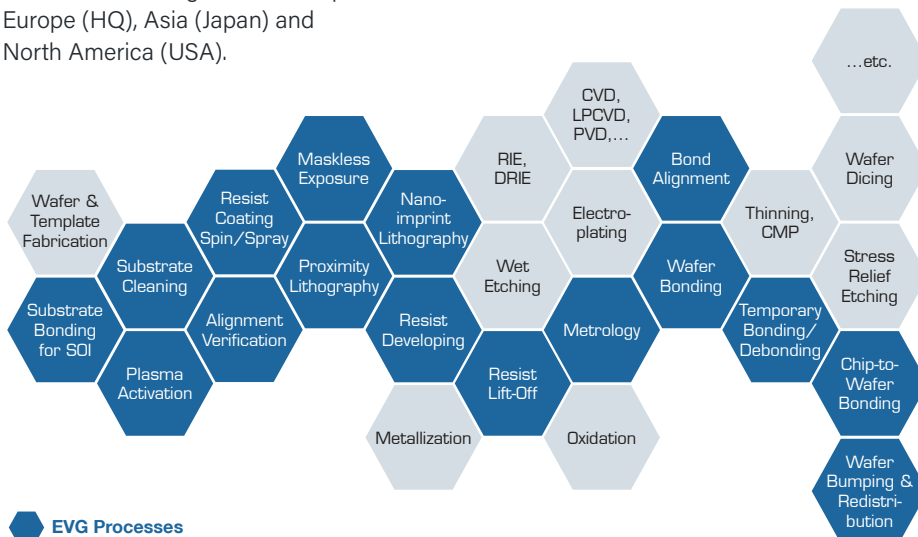 Europe (HQ), Asia (Japan) and
North America (USA).
...etc.
CVD,
LPCVD,
PVD,...
Maskless
Exposure
RIE,
DRIE
Bond
Alignment
Wafer
Dicing
Wafer &
Template
Fabrication
Resist
Coating
Spin/Spray
Nano-
imprint
Lithography
Electro-
plating
Thinning,
CMP
Substrate
Cleaning
Proximity
Lithography
Wet
Etching
Wafer
Bonding
Stress
Relief
Etching
Substrate
Bonding
for SOI
Alignment
Verification
Resist
Developing
Metrology
Temporary
Bonding/
Debonding
Plasma
Activation
Resist
Lift-Off
Chip-to-
Wafer
Bonding
Metallization
Oxidation
Wafer
Bumping &
Redistri-
bution
EVG Processes